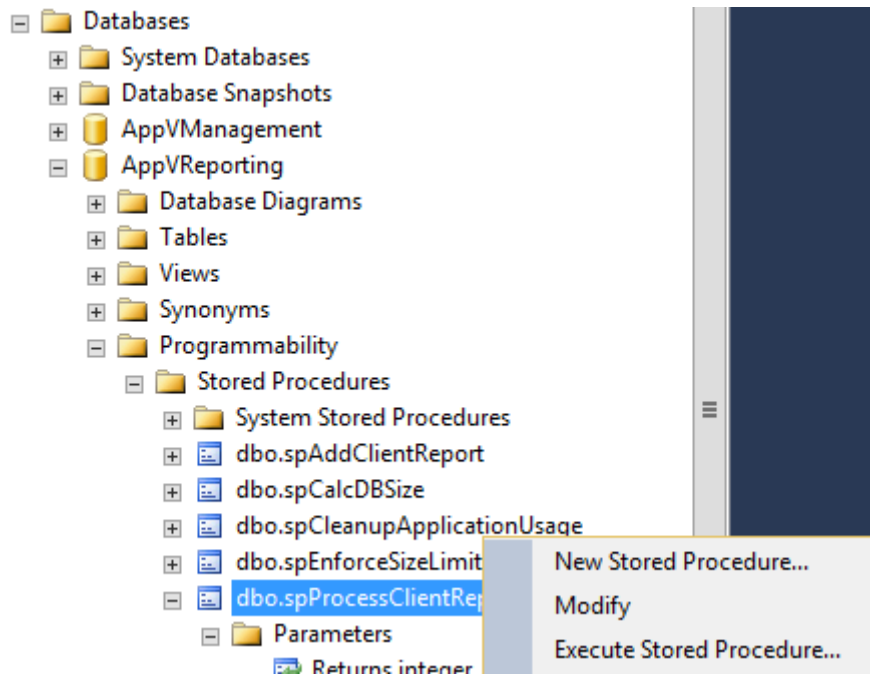 Databases
System Databases
Database Snapshots
AppVManagement
AppVReporting
Database Diagrams
Tables
Views
Synonyms
Programmability
Stored Procedures
System Stored Procedures
dbo.spAddClientReport
dbo.spCalcDBSize
dbo.spCleanupApplicationUsage
dbo.spEnforceSizeLimit
New Stored Procedure...
dbo.spProcessClientRep
Modify
Parameters
Execute Stored Procedure...
Returns integer